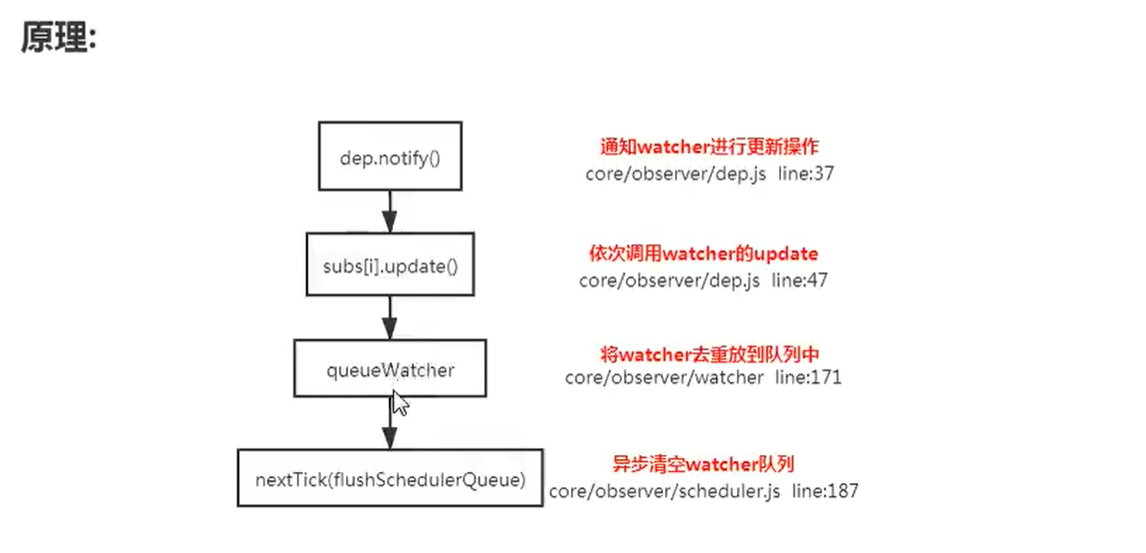 原理:
dep.notify()
通知watcher进行更新操作
core/observer/dep.js line:37
subs[i].update()
依次调用watcher的update
core/observer/dep.js line:47
queueWatcher
将watcher去重放到队列中
core/observer/watcher line:171
nextTick(flushSchedulerQueue)
异步清空watcher队列
core/observer/scheduler.js line:187